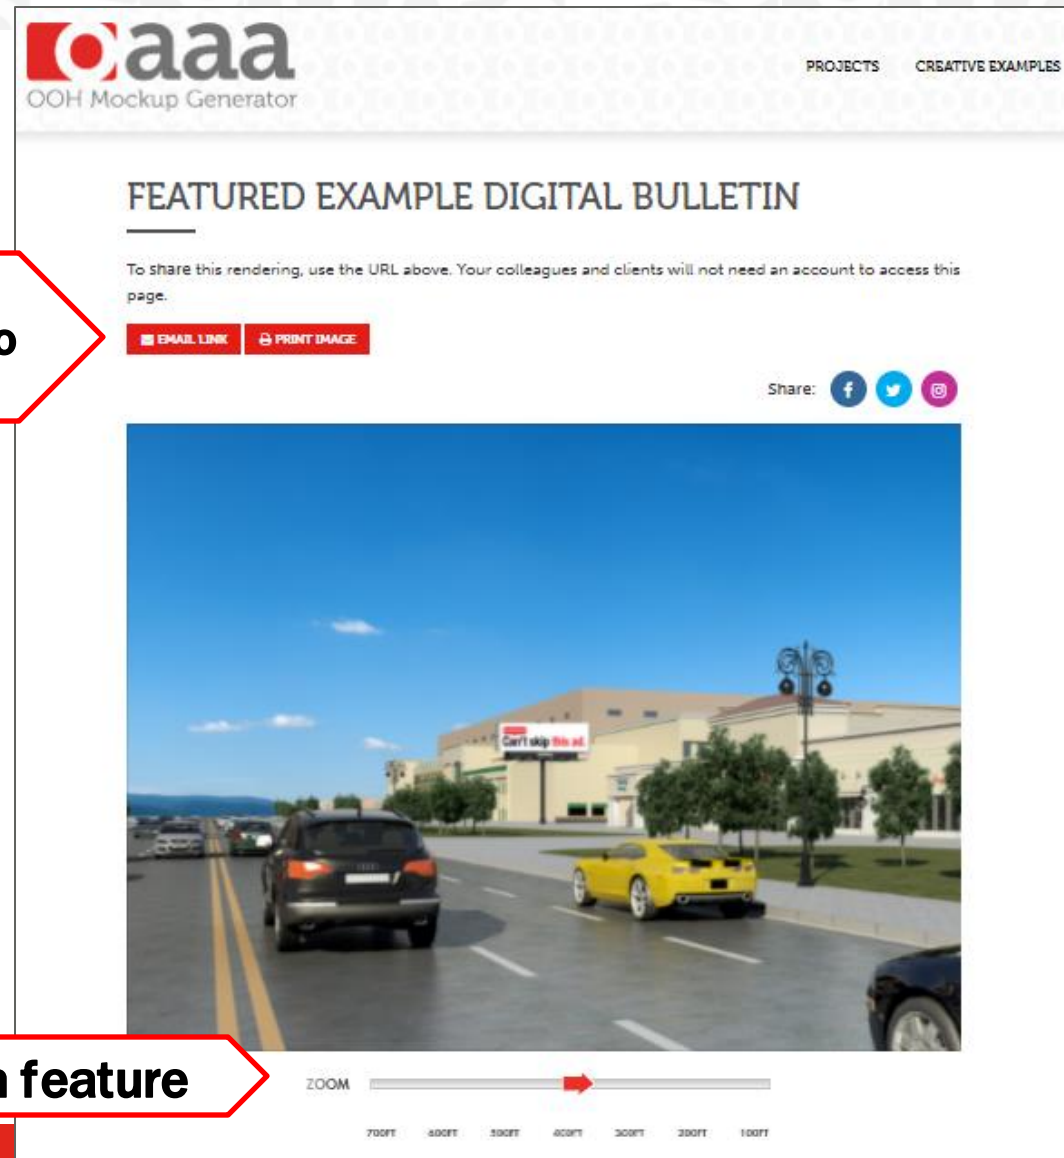 oaaa
OOH Mockup Generator
PROJECTS CREATIVE EXAMPLES
FEATURED EXAMPLE DIGITAL BULLETIN
To share this rendering, use the URL above. Your colleagues and clients will not need an account to access this
page.
o
EMAIL LINK PRINT IMAGE
Share:
Can't skip this ad.
feature
ZOOM
700FT 600FT 500FT 400FT 300FT 200FT 100FT